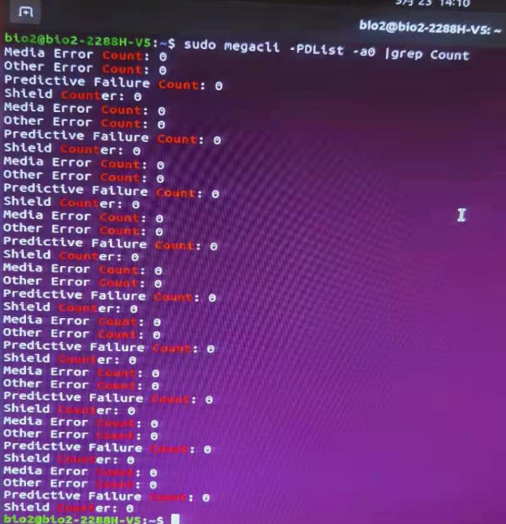 23 14:10
bio2@bio2-2288H-V5: ~
bio2@bio2-2288H-V5:~$ sudo megacli -PDList -a0 |grep Count
Media Error Count: 0
Other Error Count: 0
Predictive Failure Count: 0
Shield Counter: 0
Media Error Count: 0
Other Error Count: 0
Predictive Failure Count: 0
Shield Counter: 0
Media Error Count: 0
Other Error Count: 0
Predictive Failure Count: 0
Shield Counter: 0
Media Error Count: 0
Other Error Count: 0
Predictive Failure Count: 0
Shield Counter: 0
Media Error Count: 0
Other Error Count: 0
Predictive Failure Count: 0
Shield Counter: 0
Media Error Count: 0
Other Error Count: 0
Predictive Failure Count: 0
Shield Counter: 0
Media Error Count: 0
Other Error Count: 0
Predictive Failure Count: 0
Shield Counter: 0
Media Error Count: 0
Other Error Count: 0
Predictive Failure Count: 0
Shield Counter: 0
Media Error Count: 0
Other Error Count: 0
Predictive Failure Count: 0
Shield Counter: 0
bio2@bio2-2288H-V5:~$